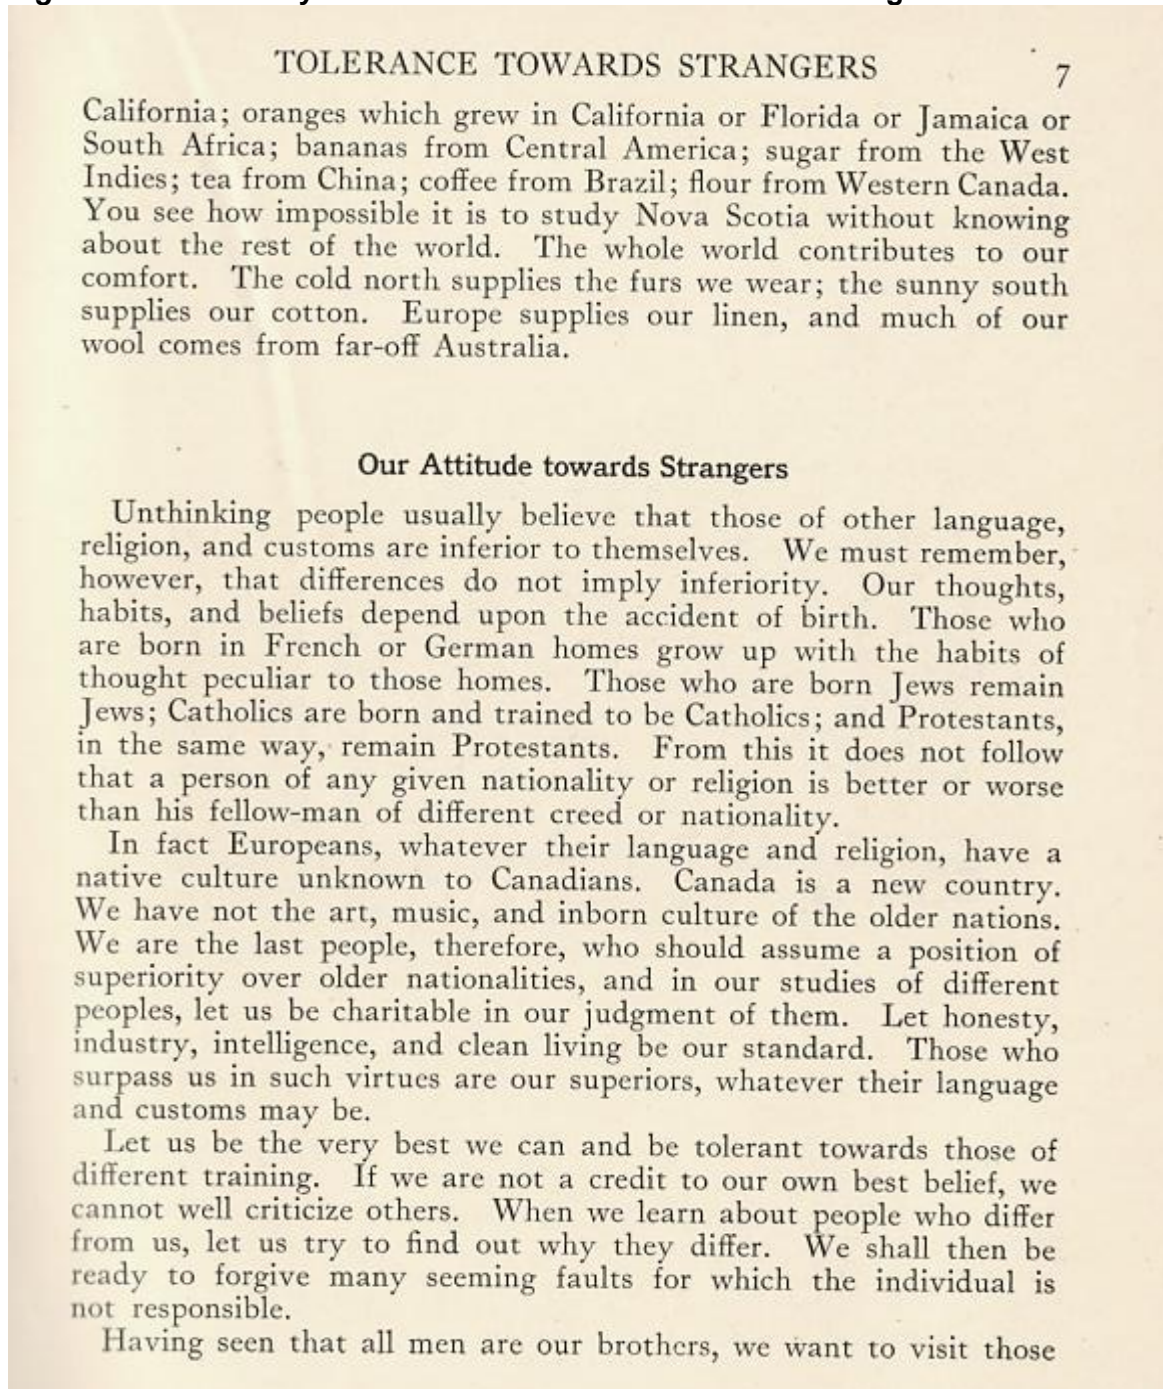 TOLERANCE TOWARDS STRANGERS 7
California; oranges which grew in California or Florida or Jamaica or
South Africa; bananas from Central America; sugar from the West
Indies; tea from China; coffee from Brazil; flour from Western Canada.
You see how impossible it is to study Nova Scotia without knowing
about the rest of the world. The whole world contributes to our
comfort. The cold north supplies the furs we wear; the sunny south
supplies our cotton. Europe supplies our linen, and much of our
wool comes from far-off Australia.
Our Attitude towards Strangers
Unthinking people usually believe that those of other language,
religion, and customs are inferior to themselves. We must remember,
however, that differences do not imply inferiority. Our thoughts,
habits, and beliefs depend upon the accident of birth. Those who
are born in French or German homes grow up with the habits of
thought peculiar to those homes. Those who are born Jews remain
Jews; Catholics are born and trained to be Catholics; and Protestants,
in the same way, remain Protestants. From this it does not follow
that a person of any given nationality or religion is better or worse
than his fellow-man of different creed or nationality.
In fact Europeans, whatever their language and religion, have a
native culture unknown to Canadians. Canada is a new country.
We have not the art, music, and inborn culture of the older nations.
We are the last people, therefore, who should assume a position of
superiority over older nationalities, and in our studies of different
peoples, let us be charitable in our judgment of them. Let honesty,
industry, intelligence, and clean living be our standard. Those who
surpass us in such virtues are our superiors, whatever their language
and customs may be.
Let us be the very best we can and be tolerant towards those of
different training. If we are not a credit to our own best belief, we
cannot well criticize others. When we learn about people who differ
from us, let us try to find out why they differ. We shall then be
ready to forgive many seeming faults for which the individual is
not responsible.
Having seen that all men are our brothers, we want to visit those